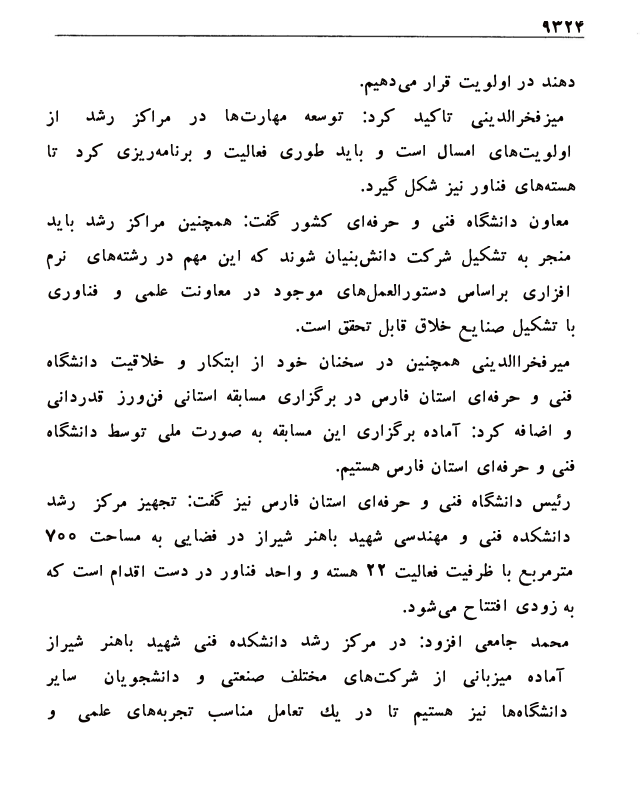 ۹۳۲۴
دهند در اولویت قرار می‌دهیم.
میزفخرالدینی تاکید کرد: توسعه مهارت‌ها در مراکز رشد از
اولویت‌های امسال است و باید طوری فعالیت و برنامه‌ریزی کرد تا
هسته‌های فناور نیز شکل گیرد.
معاون دانشگاه فنی و حرفه‌ای کشور گفت: همچنین مراکز رشد باید
منجر به تشکیل شرکت دانش‌بنیان شوند که این مهم در رشته‌های نرم
افزاری براساس دستورالعمل‌های موجود در معاونت علمی و فناوری
با تشکیل صنایع خلاق قابل تحقق است.
میرفخراالدینی همچنین در سخنان خود از ابتکار و خلاقیت دانشگاه
فنی و حرفه‌ای استان فارس در برگزاری مسابقه استانی فن‌ورز قدردانی
و اضافه کرد: آماده برگزاری این مسابقه به صورت ملی توسط دانشگاه
فنی و حرفه‌ای استان فارس هستیم.
رئیس دانشگاه فنی و حرفه‌ای استان فارس نیز گفت: تجهیز مرکز رشد
دانشکده فنی و مهندسی شهید باهنر شیراز در فضایی به مساحت ۷۰۰
مترمربع با ظرفیت فعالیت ۲۲ هسته و واحد فناور در دست اقدام است که
به زودی افتتاح می‌شود.
محمد جامعی افزود: در مرکز رشد دانشکده فنی شهید باهنر شیراز
آماده میزبانی از شرکت‌های مختلف صنعتی و دانشجویان سایر
دانشگاه‌ها نیز هستیم تا در یك تعامل مناسب تجربه‌های علمی و